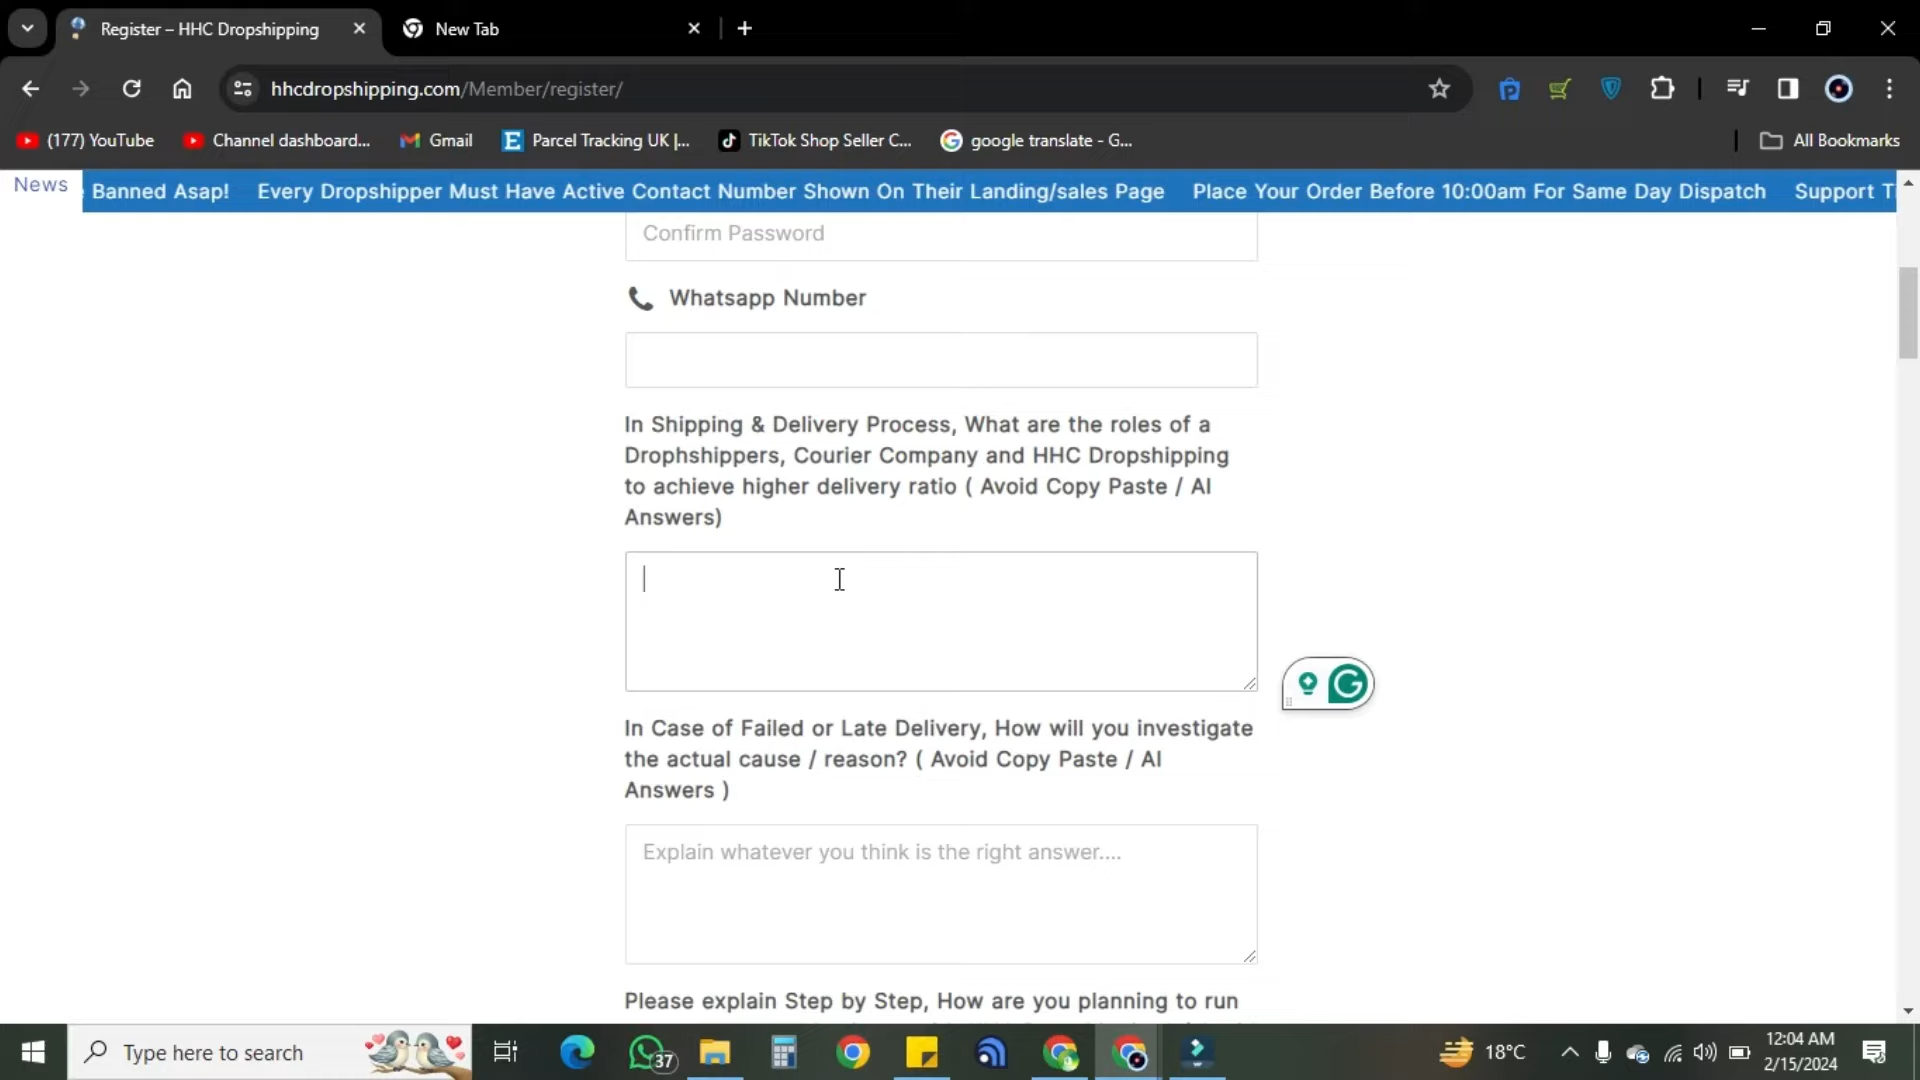 Register – HHC Dropshipping
New Tab
hhcdropshipping.com/Member/register/
(177) YouTube
Channel dashboard...
Gmail
Parcel Tracking UK |...
TikTok Shop Seller C...
google translate - G...
All Bookmarks
News
Banned Asap! Every Dropshipper Must Have Active Contact Number Shown On Their Landing/sales Page Place Your Order Before 10:00am For Same Day Dispatch Support
Confirm Password
Whatsapp Number
In Shipping & Delivery Process, What are the roles of a
Drophshippers, Courier Company and HHC Dropshipping
to achieve higher delivery ratio ( Avoid Copy Paste / AI
Answers)
In Case of Failed or Late Delivery, How will you investigate
the actual cause / reason? ( Avoid Copy Paste / AI
Answers )
Explain whatever you think is the right answer....
Please explain Step by Step, How are you planning to run
Type here to search
37
18°C
12:04 AM
2/15/2024